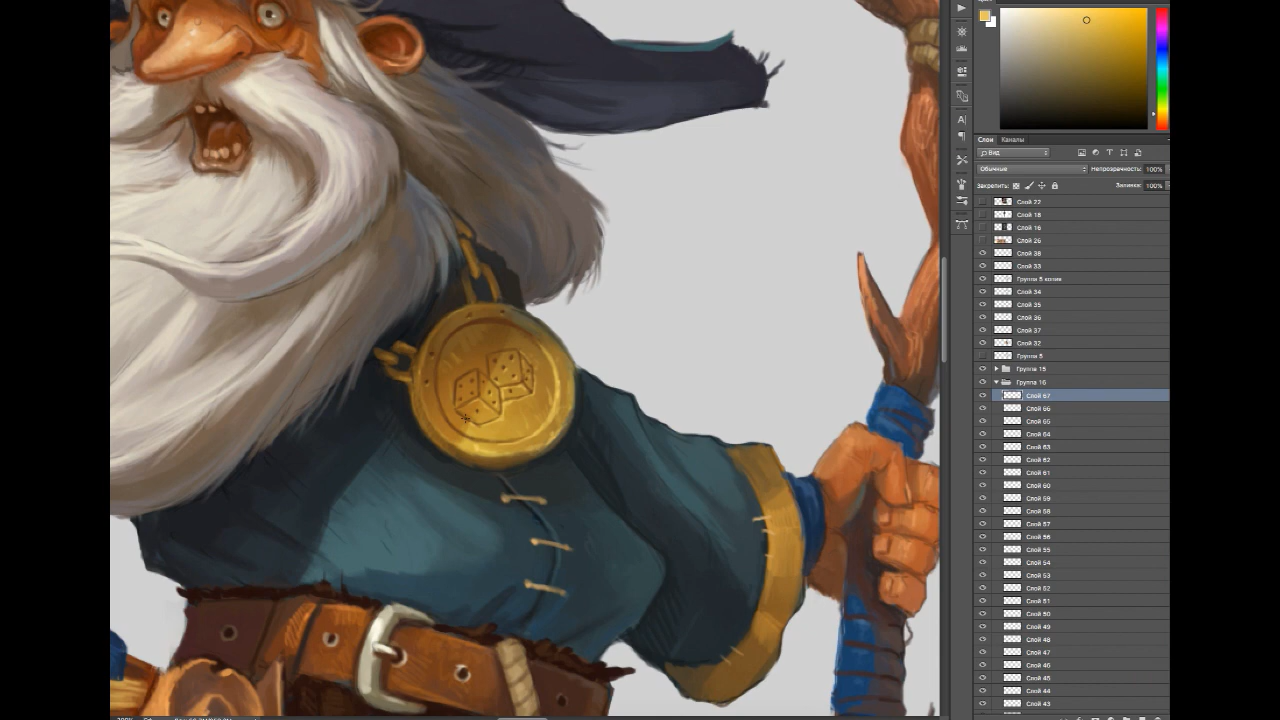 Слои Каналы
Вид
Обычные Непрозрачность: 100%
Закрепить: Заливка: 100%
Слой 22
Слой 18
Слой 16
Слой 26
Слой 38
Слой 33
Группа 5 копия
Слой 34
Слой 35
Слой 36
Слой 37
Слой 32
Группа 5
Группа 15
Группа 16
Слой 67
Слой 66
Слой 65
Слой 64
Слой 63
Слой 62
Слой 61
Слой 60
Слой 59
Слой 58
Слой 57
Слой 56
Слой 55
Слой 54
Слой 53
Слой 52
Слой 51
Слой 50
Слой 49
Слой 48
Слой 47
Слой 46
Слой 45
Слой 44
Слой 43